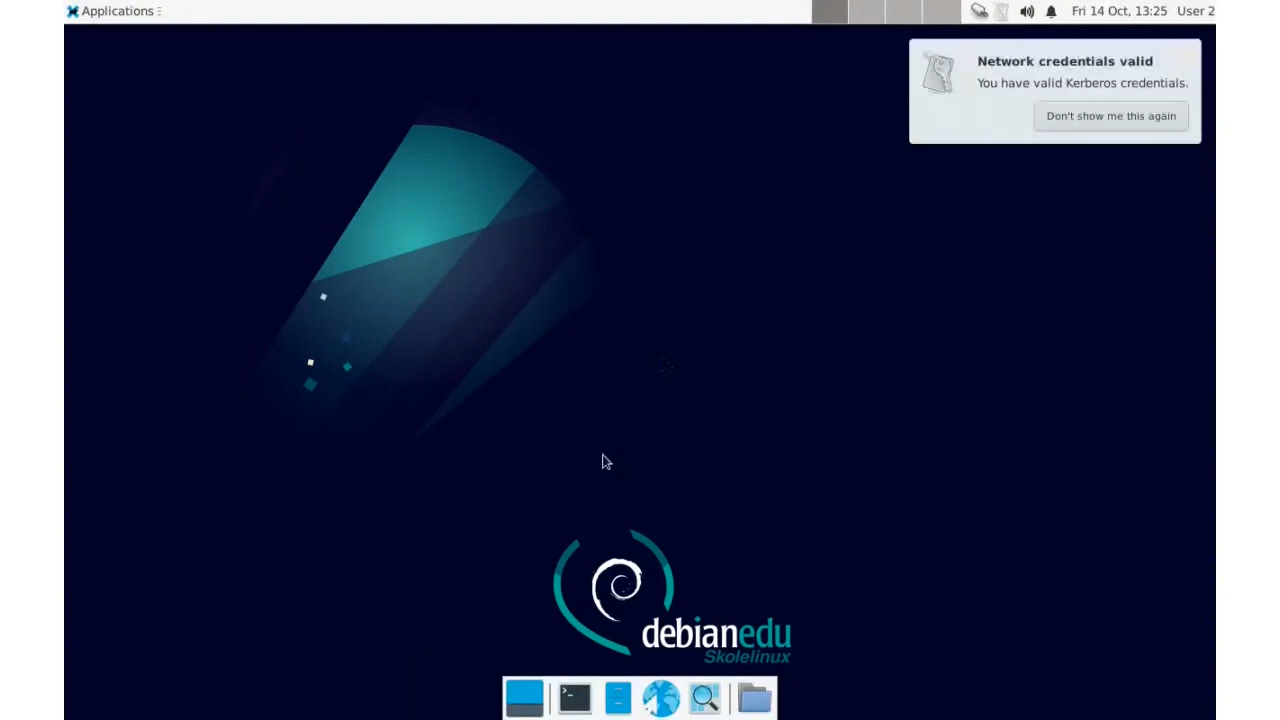 Applications
Fri 14 Oct, 13:25 User 2
Network credentials valid
You have valid Kerberos credentials.
Don't show me this again
debianedu
Skolelinux